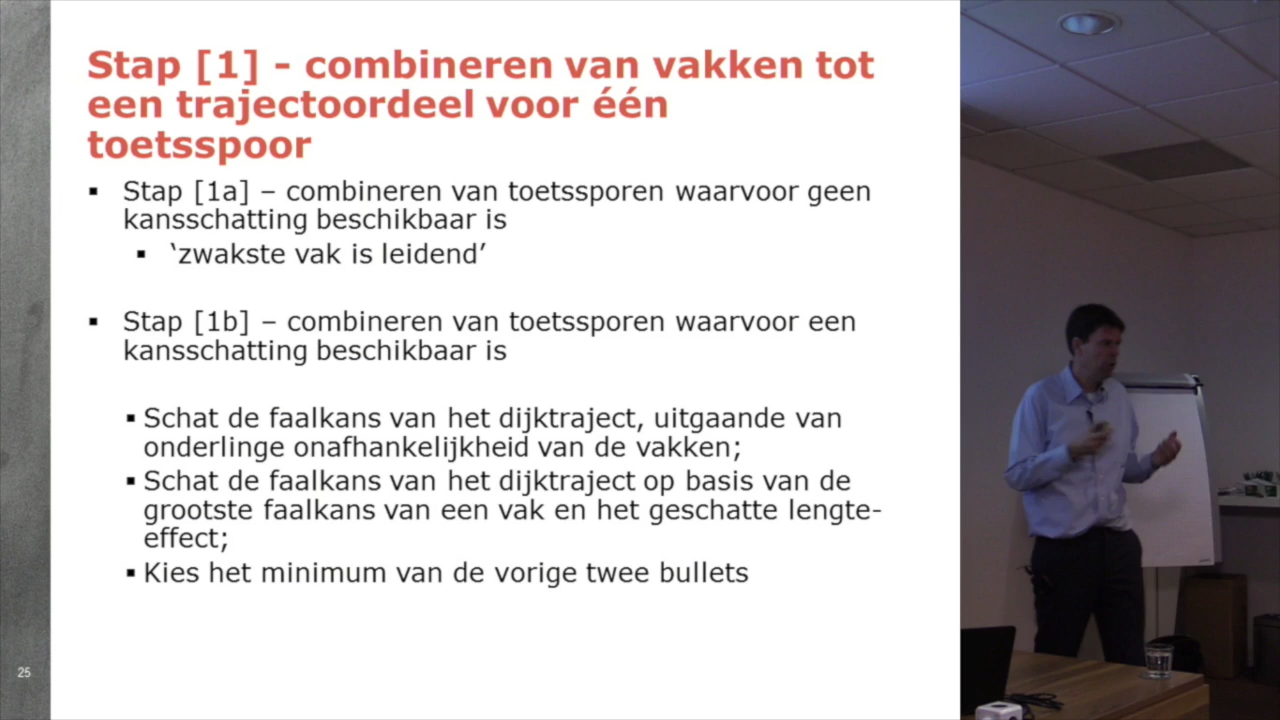 Stap [1] - combineren van vakken tot
een trajectoordeel voor één
toetsspoor
▪ Stap [1a] – combineren van toetssporen waarvoor geen
kansschatting beschikbaar is
▪ ‘zwakste vak is leidend’
▪ Stap [1b] – combineren van toetssporen waarvoor een
kansschatting beschikbaar is
▪ Schat de faalkans van het dijktraject, uitgaande van
onderlinge onafhankelijkheid van de vakken;
▪ Schat de faalkans van het dijktraject op basis van de
grootste faalkans van een vak en het geschatte lengte-
effect;
▪ Kies het minimum van de vorige twee bullets
25